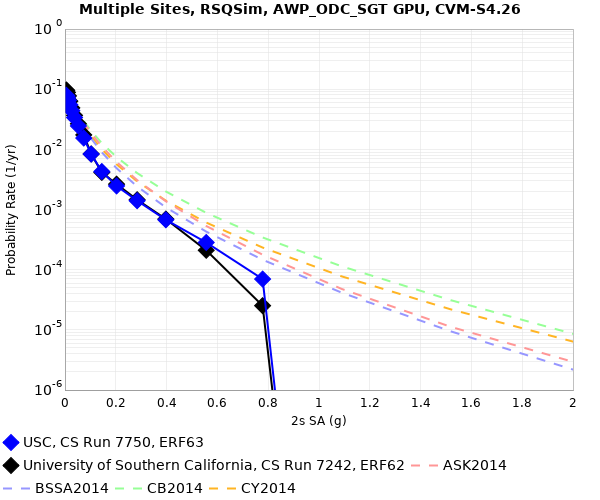 Multiple Sites, RSQSim, AWP_ODC_SGT GPU, CVM-S4.26
10 0
10 -1
10 -2
10 -3
10 -4
10 -5
10 -6
Probability Rate (1/yr)
0 0.2 0.4 0.6 0.8 1 1.2 1.4 1.6 1.8 2
2s SA (g)
USC, CS Run 7750, ERF63
University of Southern California, CS Run 7242, ERF62 ASK2014
BSSA2014 CB2014 CY2014